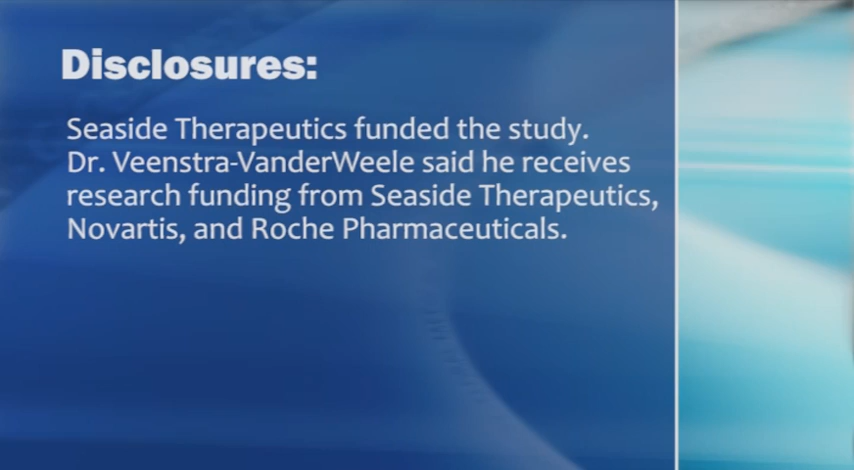 Disclosures:
Seaside Therapeutics funded the study.
Dr. Veenstra-VanderWeele said he receives
research funding from Seaside Therapeutics,
Novartis, and Roche Pharmaceuticals.